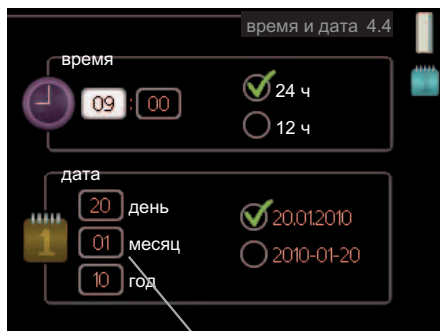 время и дата 4.4
время
09 : 00
24 ч
12 ч
дата
1
20 день
01 месяц
10 год
20.01.2010
2010-01-20